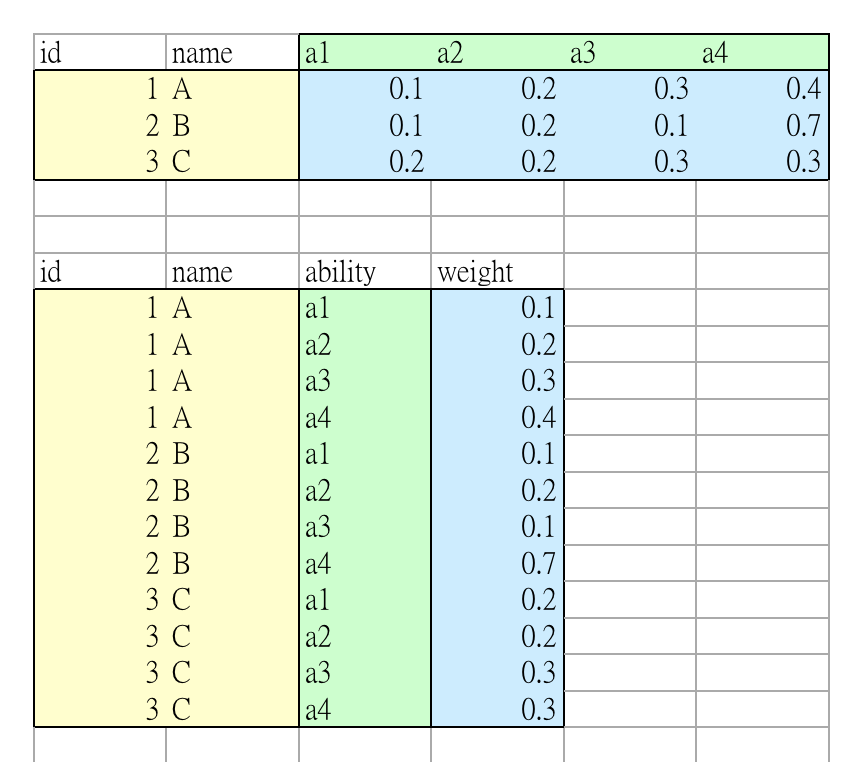 id name a1 a2 a3 a4
1 A 0.1 0.2 0.3 0.4
2 B 0.1 0.2 0.1 0.7
3 C 0.2 0.2 0.3 0.3
id name ability weight
1 A a1 0.1
1 A a2 0.2
1 A a3 0.3
1 A a4 0.4
2 B a1 0.1
2 B a2 0.2
2 B a3 0.1
2 B a4 0.7
3 C a1 0.2
3 C a2 0.2
3 C a3 0.3
3 C a4 0.3